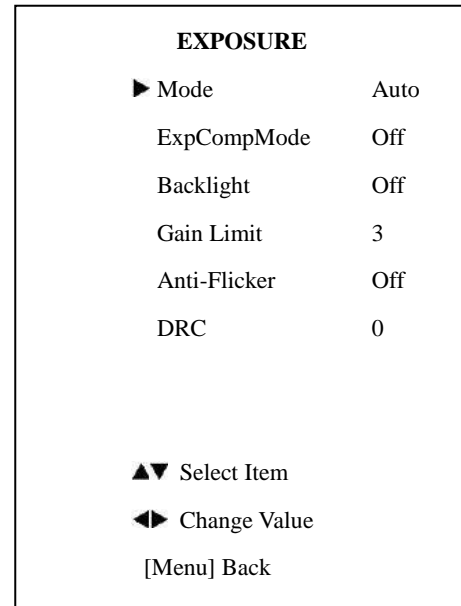 EXPOSURE
▶ Mode Auto
ExpCompMode Off
Backlight Off
Gain Limit 3
Anti-Flicker Off
DRC 0
▲▼ Select Item
◀▶ Change Value
[Menu] Back